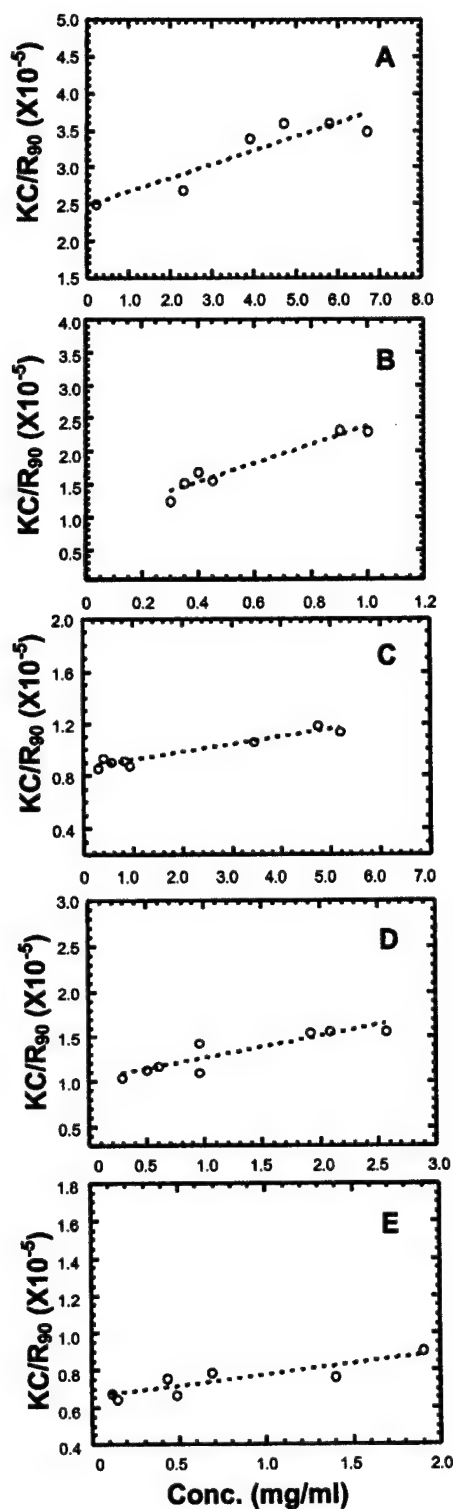 A
KC/R90 (X10-5)
5.0
4.5
4.0
3.5
3.0
2.5
2.0
1.5
0 1.0 2.0 3.0 4.0 5.0 6.0 7.0 8.0
B
KC/R90 (X10-5)
4.0
3.5
3.0
2.5
2.0
1.5
1.0
0.5
0 0.2 0.4 0.6 0.8 1.0 1.2
C
KC/R90 (X10-5)
2.0
1.6
1.2
0.8
0.4
0 1.0 2.0 3.0 4.0 5.0 6.0 7.0
D
KC/R90 (X10-5)
3.0
2.5
2.0
1.5
1.0
0.5
0 0.5 1.0 1.5 2.0 2.5 3.0
E
KC/R90 (X10-5)
1.8
1.6
1.4
1.2
1.0
0.8
0.6
0.4
0 0.5 1.0 1.5 2.0
Conc. (mg/ml)